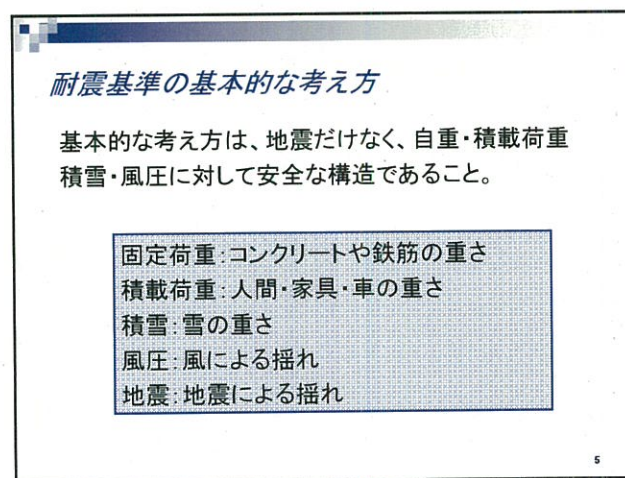 耐震基準の基本的な考え方
基本的な考え方は、地震だけなく、自重・積載荷重
積雪・風圧に対して安全な構造であること。
固定荷重:コンクリートや鉄筋の重さ
積載荷重:人間・家具・車の重さ
積雪:雪の重さ
風圧:風による揺れ
地震:地震による揺れ
5